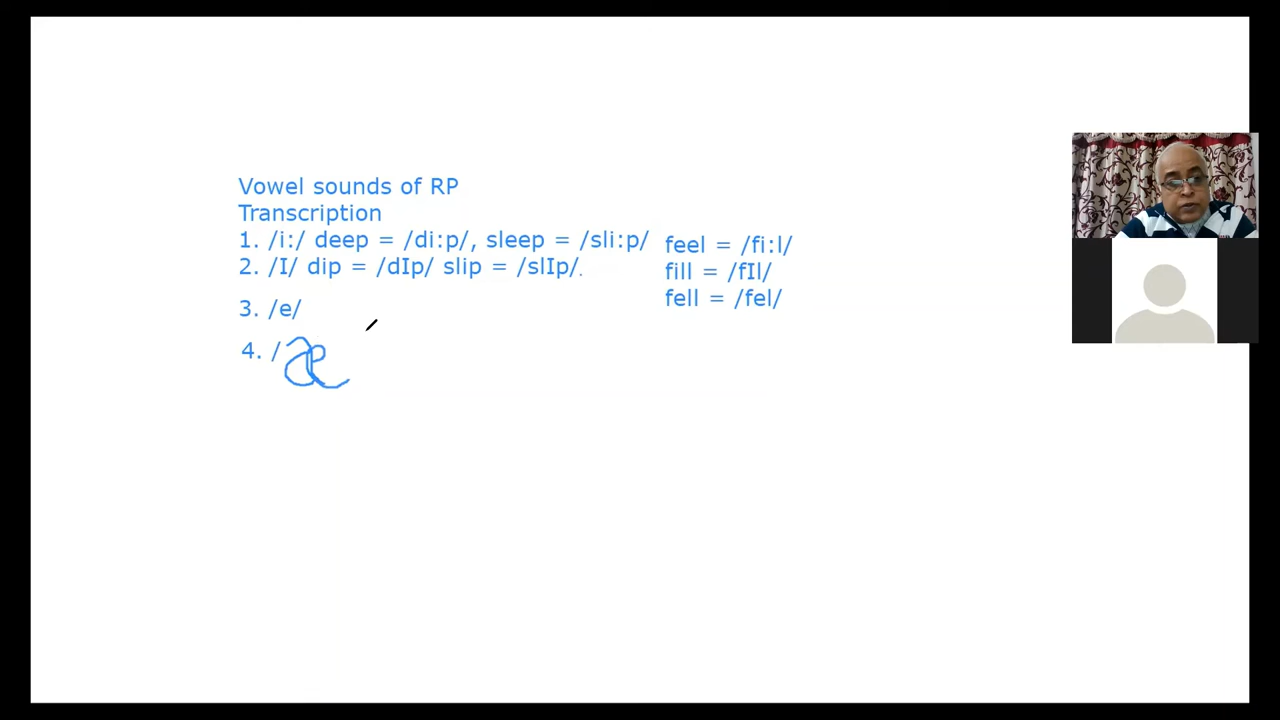 Vowel sounds of RP
Transcription
1. /i:/ deep = /di:p/, sleep = /sli:p/
2. /I/ dip = /dIp/ slip = /slIp/.
3. /e/
4. /æ
feel = /fi:l/
fill = /fIl/
fell = /fel/